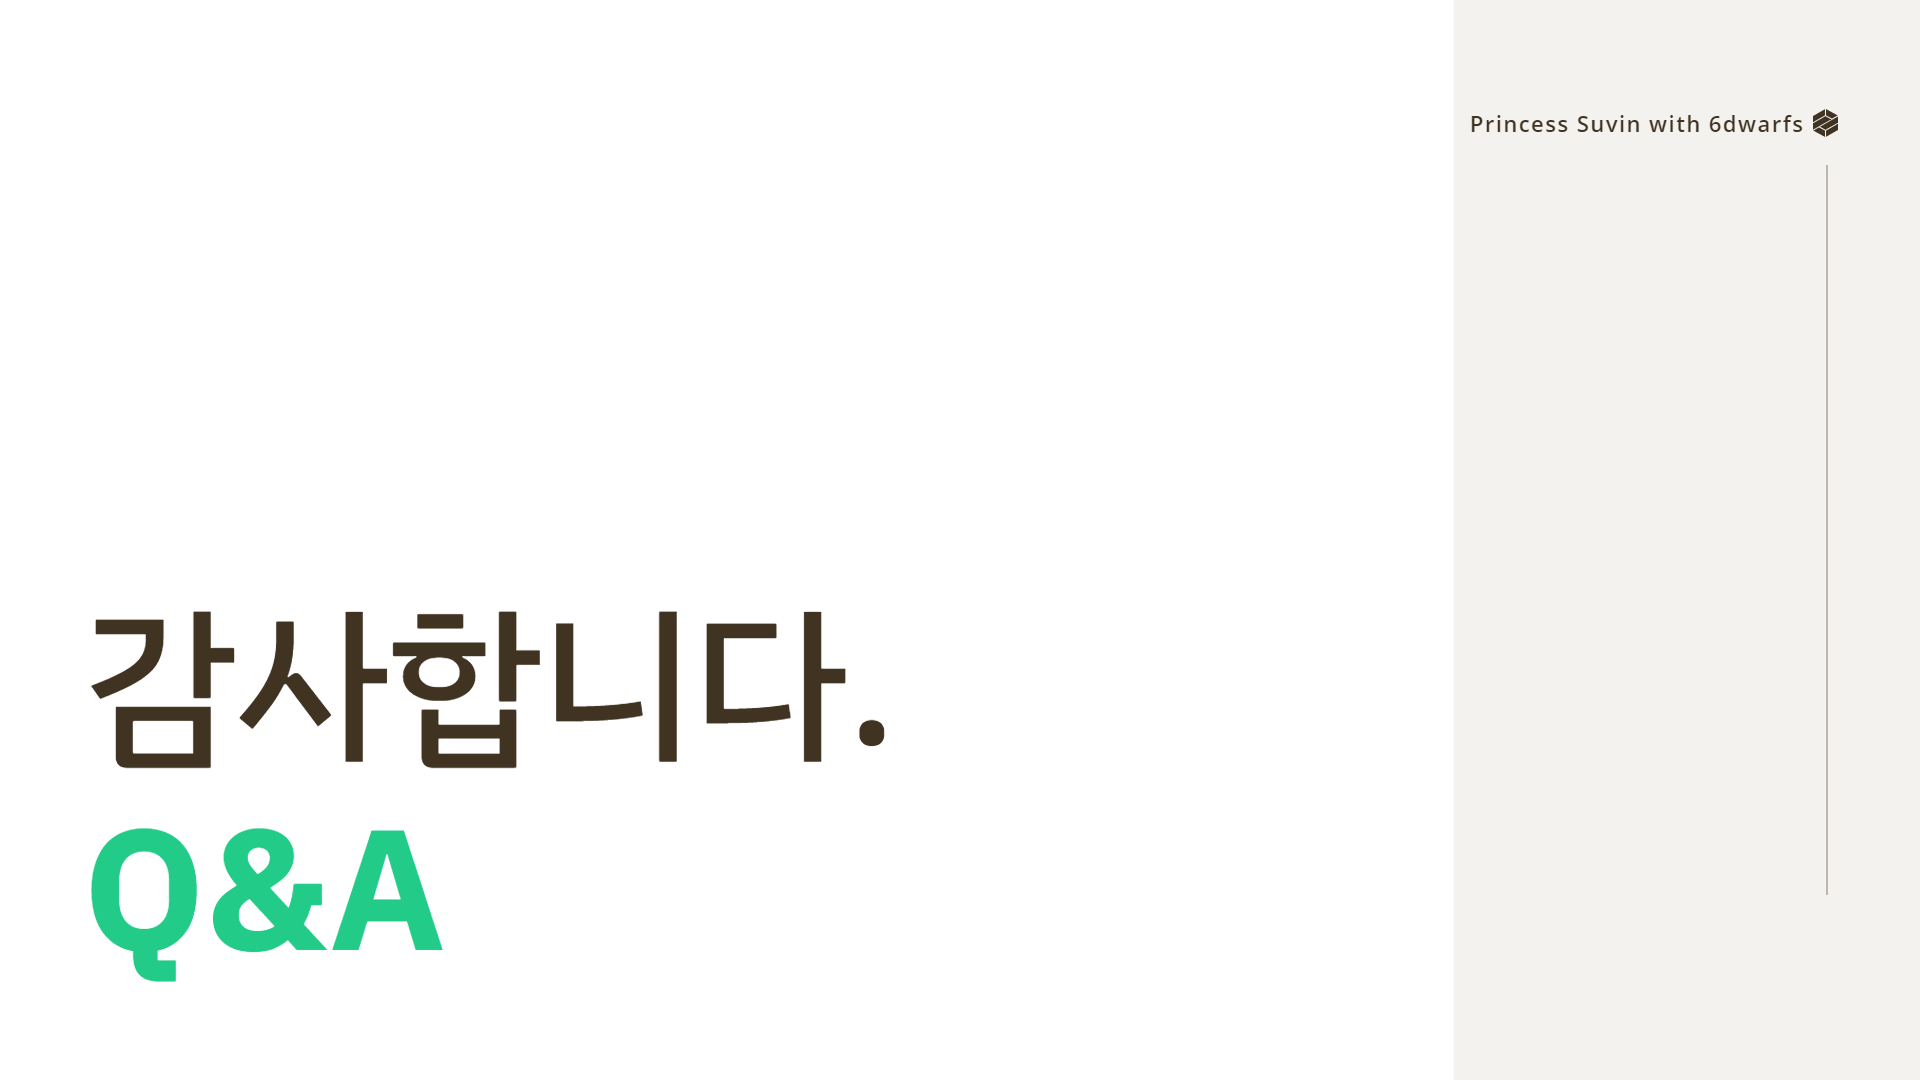 Princess Suvin with 6dwarfs
감사합니다.
Q&A